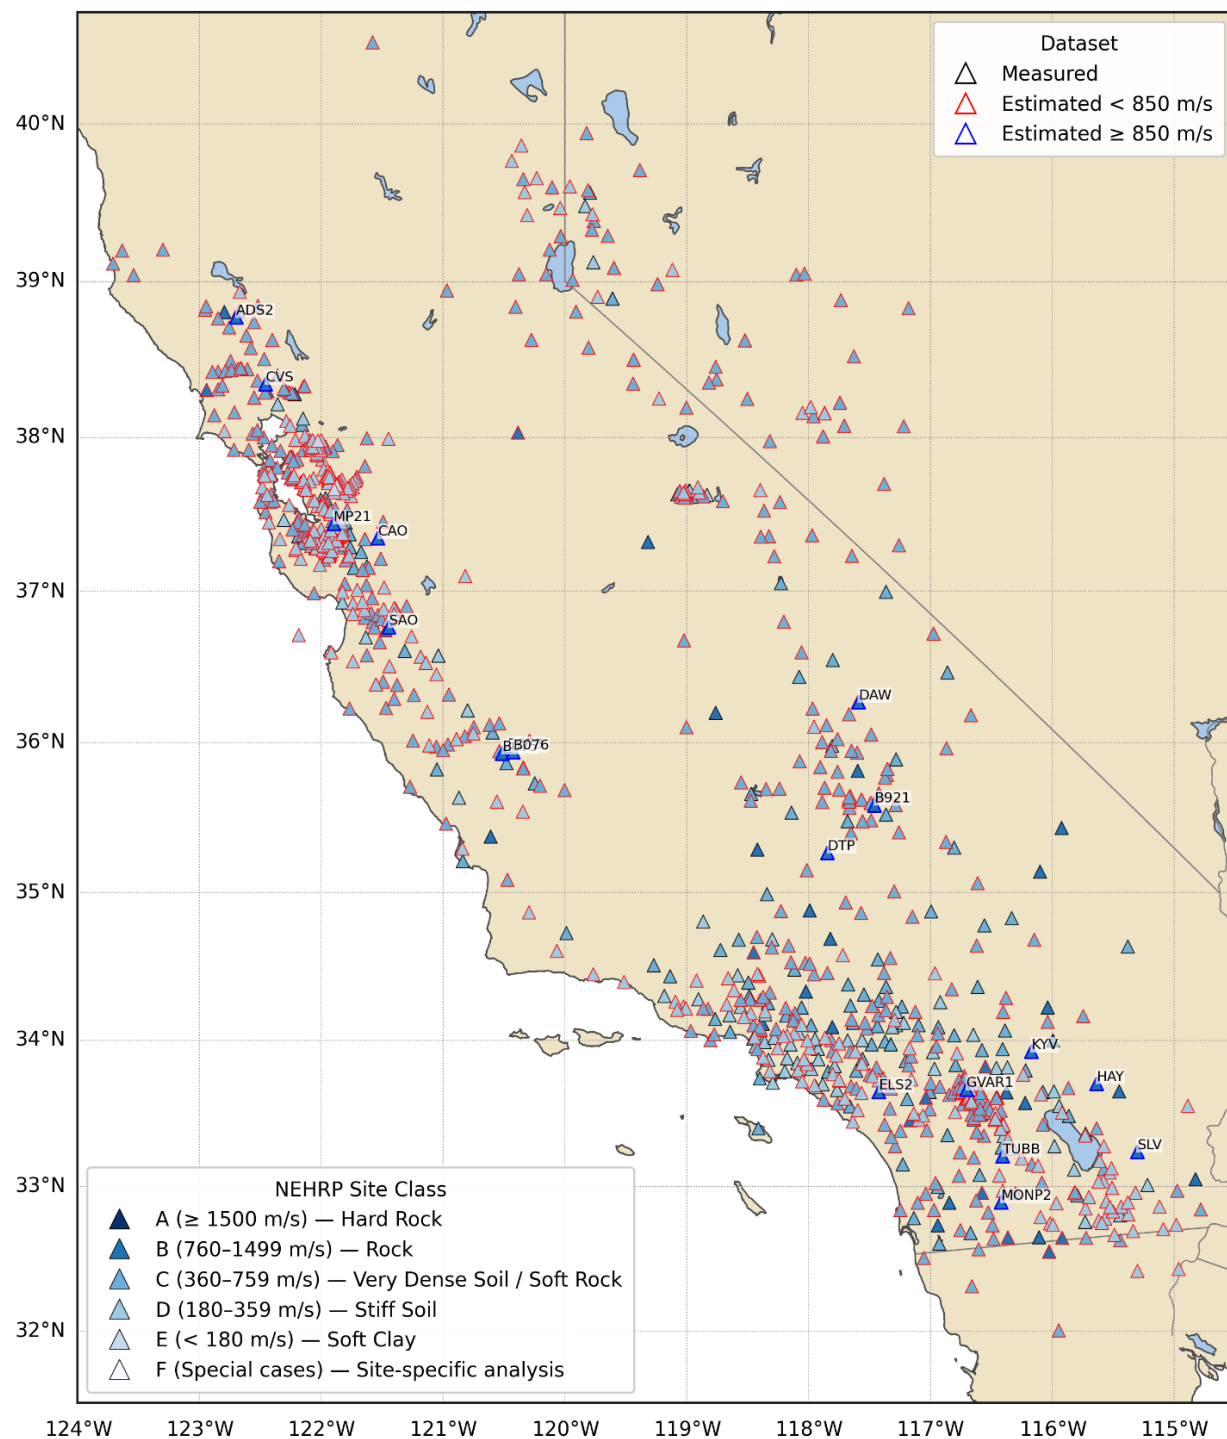 Dataset
Measured
Estimated < 850 m/s
Estimated ≥ 850 m/s
40°N
39°N
38°N
37°N
36°N
35°N
34°N
33°N
32°N
ADS2
CVS
MP21
CAO
SAO
DAW
B076
B921
DTP
KYV
HAY
ELS2
GVAR1
TUBB
SLV
MONP2
NEHRP Site Class
A (≥ 1500 m/s) — Hard Rock
B (760–1499 m/s) — Rock
C (360–759 m/s) — Very Dense Soil / Soft Rock
D (180–359 m/s) — Stiff Soil
E (< 180 m/s) — Soft Clay
F (Special cases) — Site-specific analysis
124°W 123°W 122°W 121°W 120°W 119°W 118°W 117°W 116°W 115°W